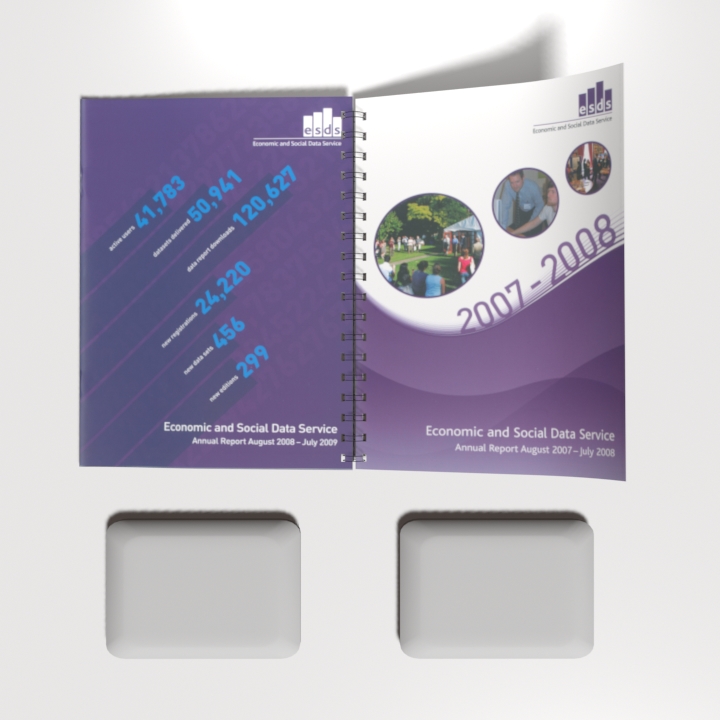 esds
Economic and Social Data Service
active users 41,783
datasets delivered 50,941
data report downloads 120,627
new registrations 24,220
new data sets 456
new editions 299
Economic and Social Data Service
Annual Report August 2008 – July 2009
esds
Economic and Social Data Service
2007 - 2008
Economic and Social Data Service
Annual Report August 2007 – July 2008